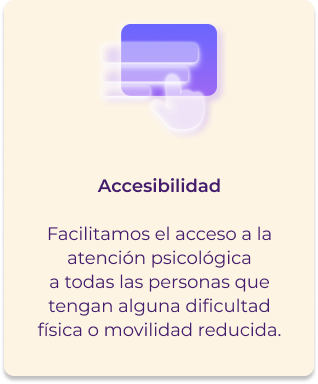 Accesibilidad
Facilitamos el acceso a la
atención psicológica
a todas las personas que
tengan alguna dificultad
física o movilidad reducida.